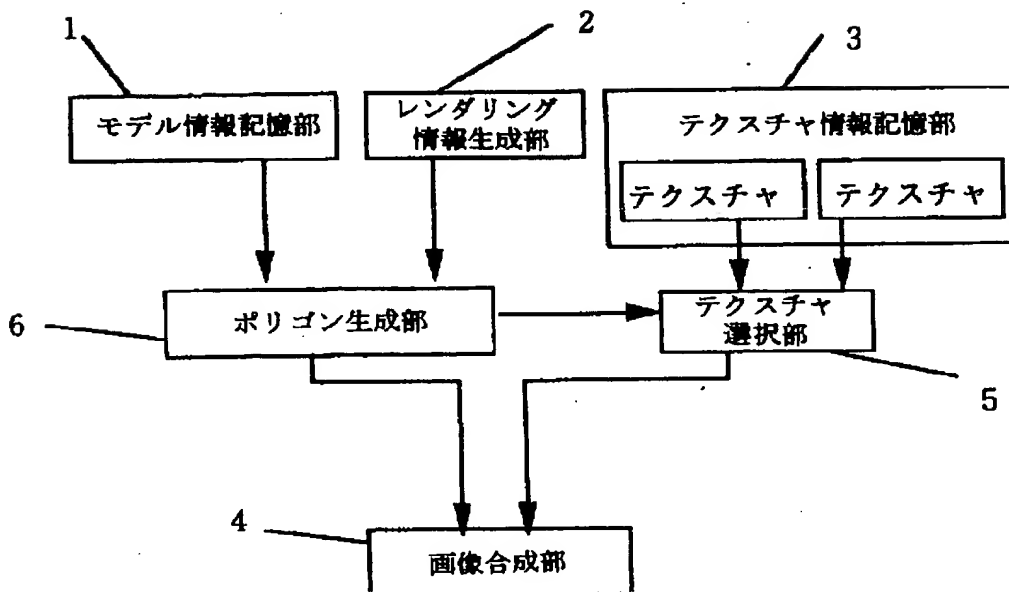 1
2
3
モデル情報記憶部
レンダリング
情報生成部
テクスチャ情報記憶部
テクスチャ
テクスチャ
6
ポリゴン生成部
テクスチャ
選択部
5
4
画像合成部